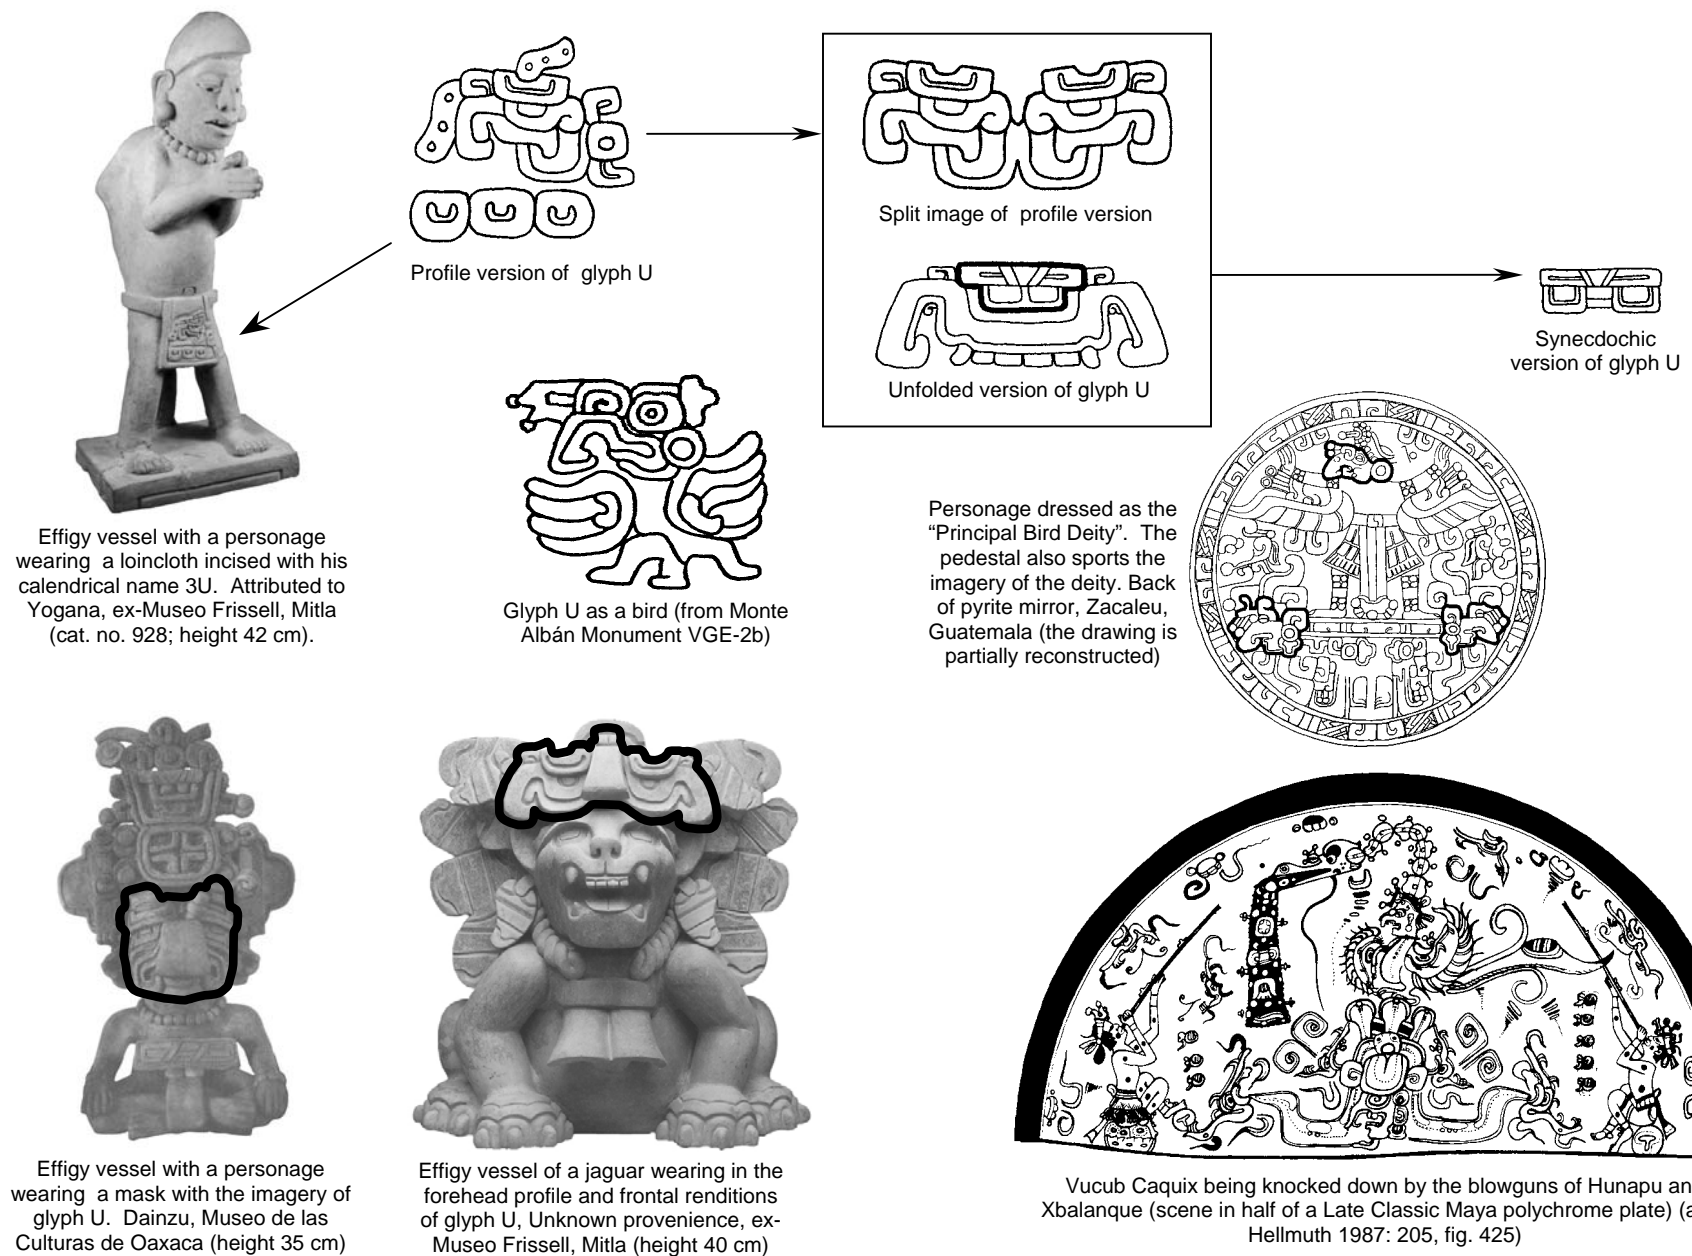 Profile version of  glyph U
Split image of  profile version
Unfolded version of glyph U
Synecdochic
version of glyph U
Effigy vessel with a personage
wearing  a loincloth incised with his
calendrical name 3U.  Attributed to
Yogana, ex-Museo Frissell, Mitla
(cat. no. 928; height 42 cm).
Glyph U as a bird (from Monte
Albán Monument VGE-2b)
Personage dressed as the
“Principal Bird Deity”.  The
pedestal also sports the
imagery of the deity. Back
of pyrite mirror, Zacaleu,
Guatemala (the drawing is
partially reconstructed)
Effigy vessel with a personage
wearing  a mask with the imagery of
glyph U.  Dainzu, Museo de las
Culturas de Oaxaca (height 35 cm)
Effigy vessel of a jaguar wearing in the
forehead profile and frontal renditions
of glyph U, Unknown provenience, ex-
Museo Frissell, Mitla (height 40 cm)
Vucub Caquix being knocked down by the blowguns of Hunapu
Xbalanque (scene in half of a Late Classic Maya polychrome plate)
Hellmuth 1987: 205, fig. 425)